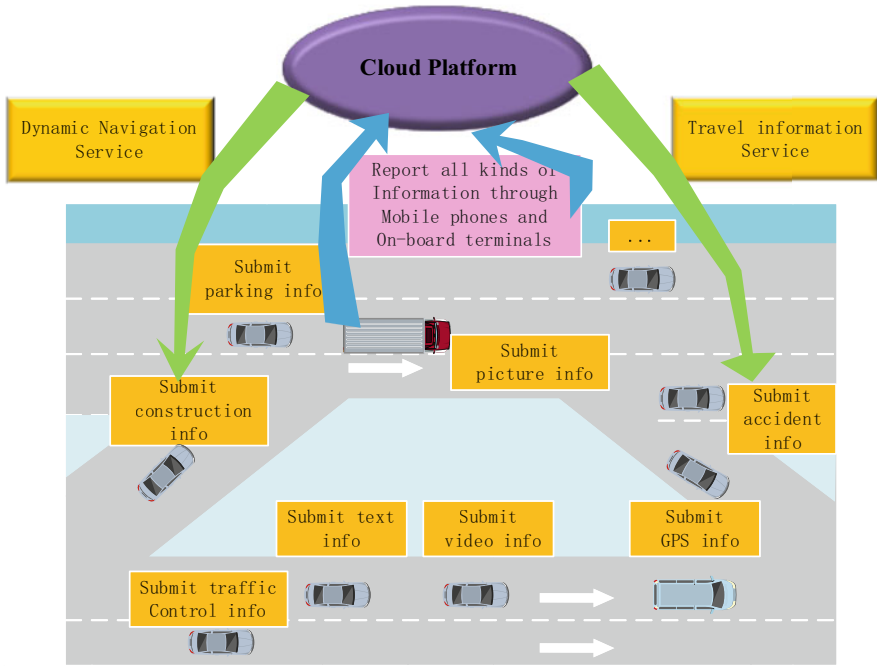 Cloud Platform
Dynamic Navigation
Service
Travel information
Service
Report all kinds of
Information through
Mobile phones and
On-board terminals
...
Submit
parking info
Submit
picture info
Submit
construction
info
Submit
accident
info
Submit text
info
Submit
video info
Submit
GPS info
Submit traffic
Control info